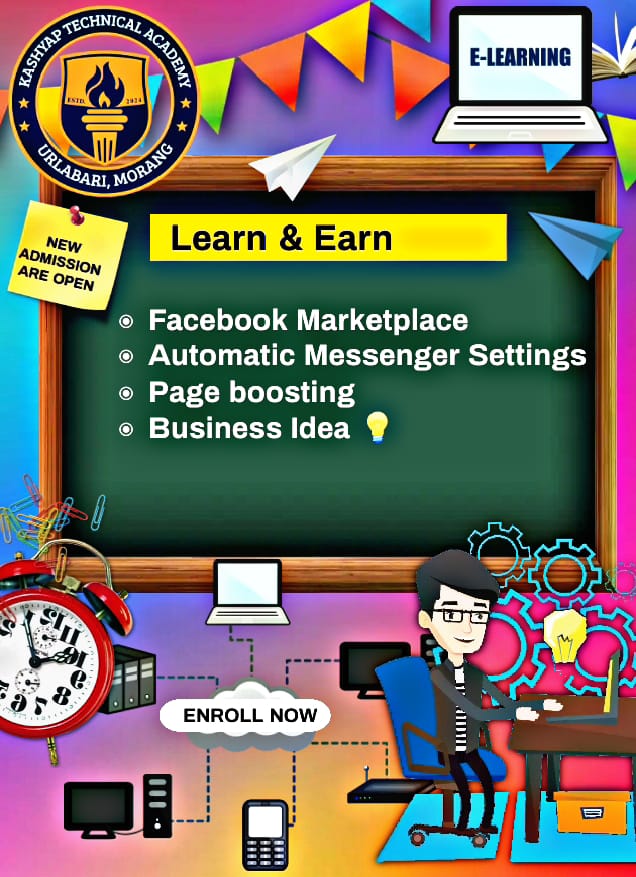 KASHYAP TECHNICAL ACADEMY
ESTD. 2024
URLABARI, MORANG
E-LEARNING
NEW
ADMISSION
ARE OPEN
Learn & Earn
Facebook Marketplace
Automatic Messenger Settings
Page boosting
Business Idea 💡
ENROLL NOW